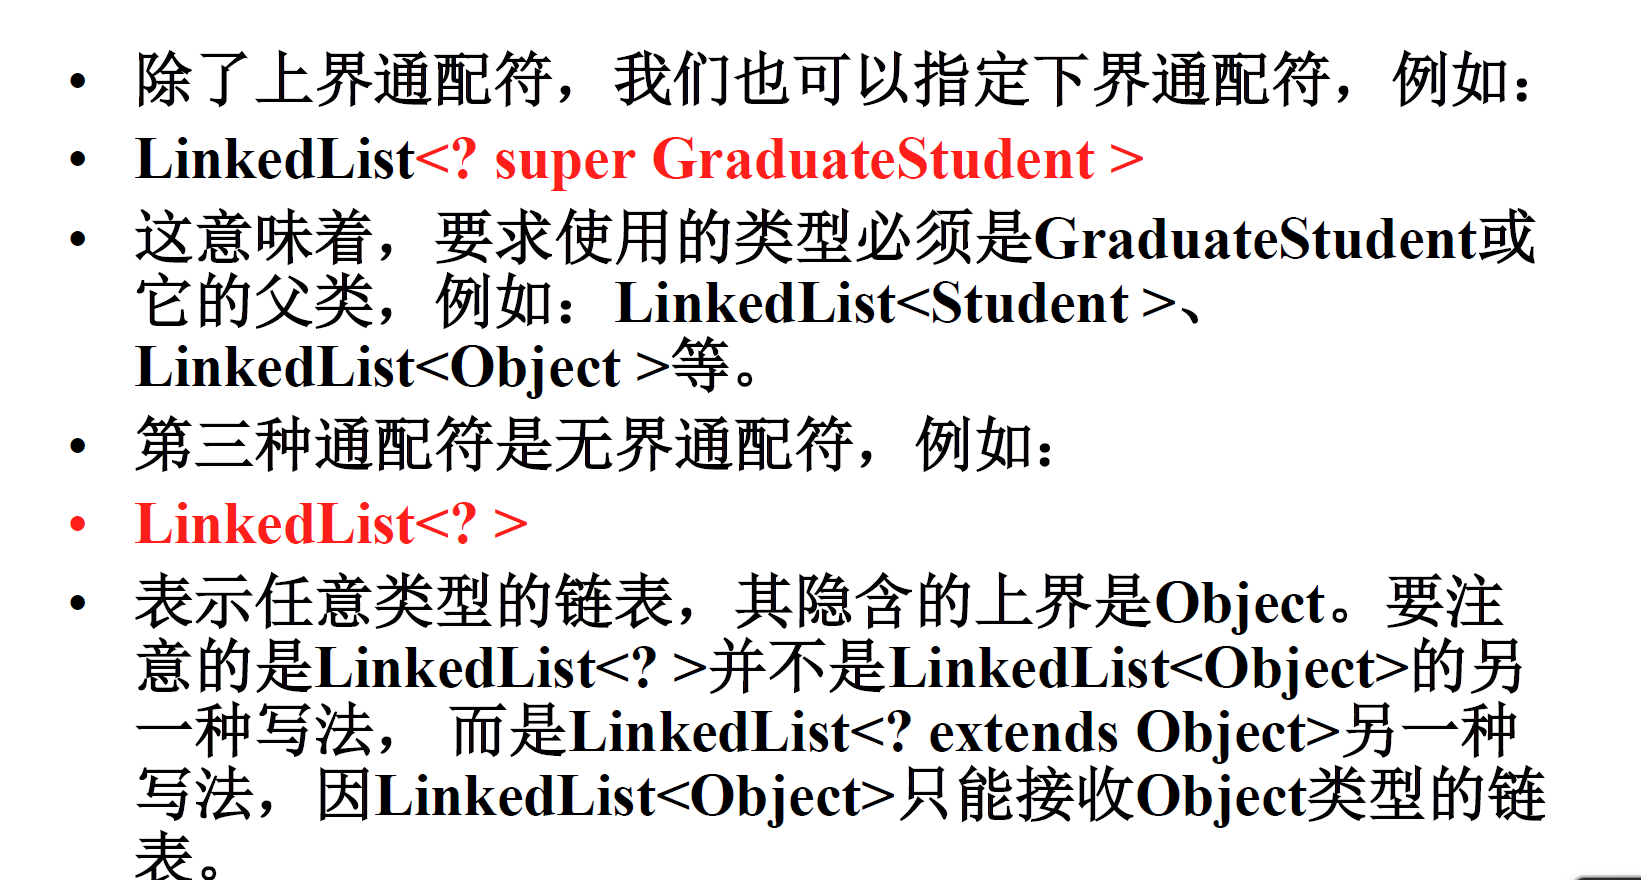 • 除了上界通配符，我们也可以指定下界通配符，例如：
• LinkedList<? super GraduateStudent >
• 这意味着，要求使用的类型必须是GraduateStudent或
它的父类，例如：LinkedList<Student >、
LinkedList<Object >等。
• 第三种通配符是无界通配符，例如：
• LinkedList<? >
• 表示任意类型的链表，其隐含的上界是Object。要注
意的是LinkedList<? >并不是LinkedList<Object>的另
一种写法， 而是LinkedList<? extends Object>另一种
写法，因LinkedList<Object>只能接收Object类型的链
表。